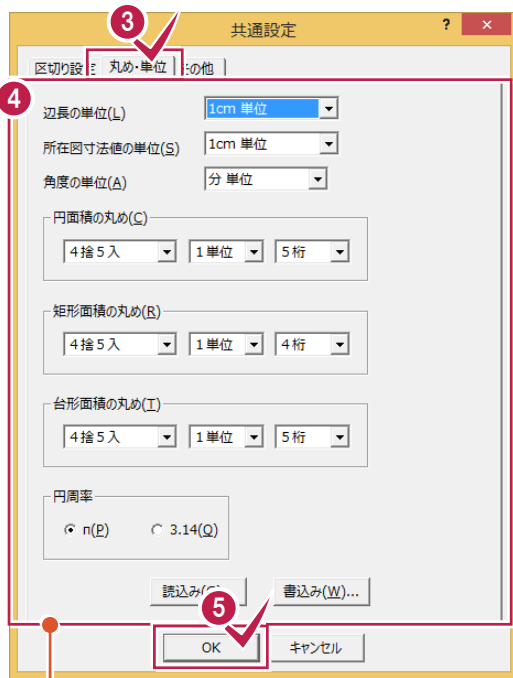 3
共通設定 ? ×
区切り設定 丸め・単位 その他
4
辺長の単位(L) 1cm 単位
所在図寸法値の単位(S) 1cm 単位
角度の単位(A) 分 単位
円面積の丸め(C)
4捨5入 1単位 5桁
矩形面積の丸め(R)
4捨5入 1単位 4桁
台形面積の丸め(T)
4捨5入 1単位 5桁
円周率
π(P) 3.14(Q)
読込み 書込み(W)...
5
OK キャンセル